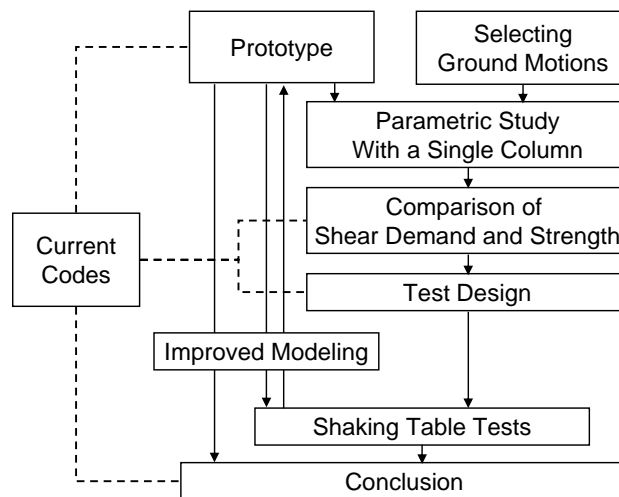 Prototype
Selecting
Ground Motions
Parametric Study
With a Single Column
Comparison of
Shear Demand and Strength
Current
Codes
Test Design
Improved Modeling
Shaking Table Tests
Conclusion